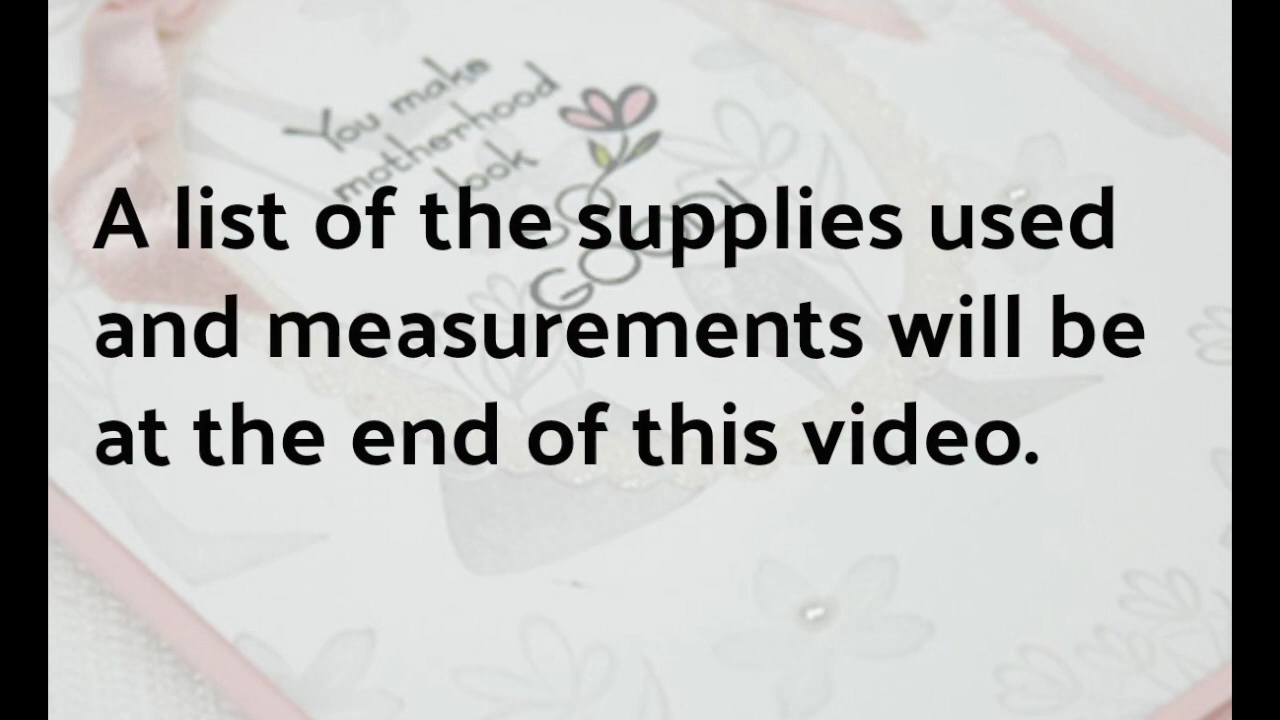 You make
motherhood
look
GOOD!
A list of the supplies used
and measurements will be
at the end of this video.